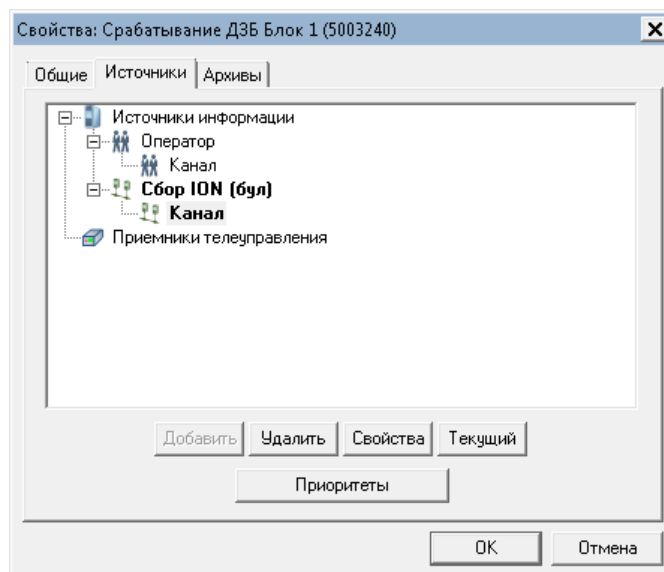 Свойства: Срабатывание ДЗБ Блок 1 (5003240)
Общие Источники Архивы
Источники информации
Оператор
Канал
Сбор ION (бул)
Канал
Приемники телеуправления
Добавить Удалить Свойства Текущий
Приоритеты
OK Отмена